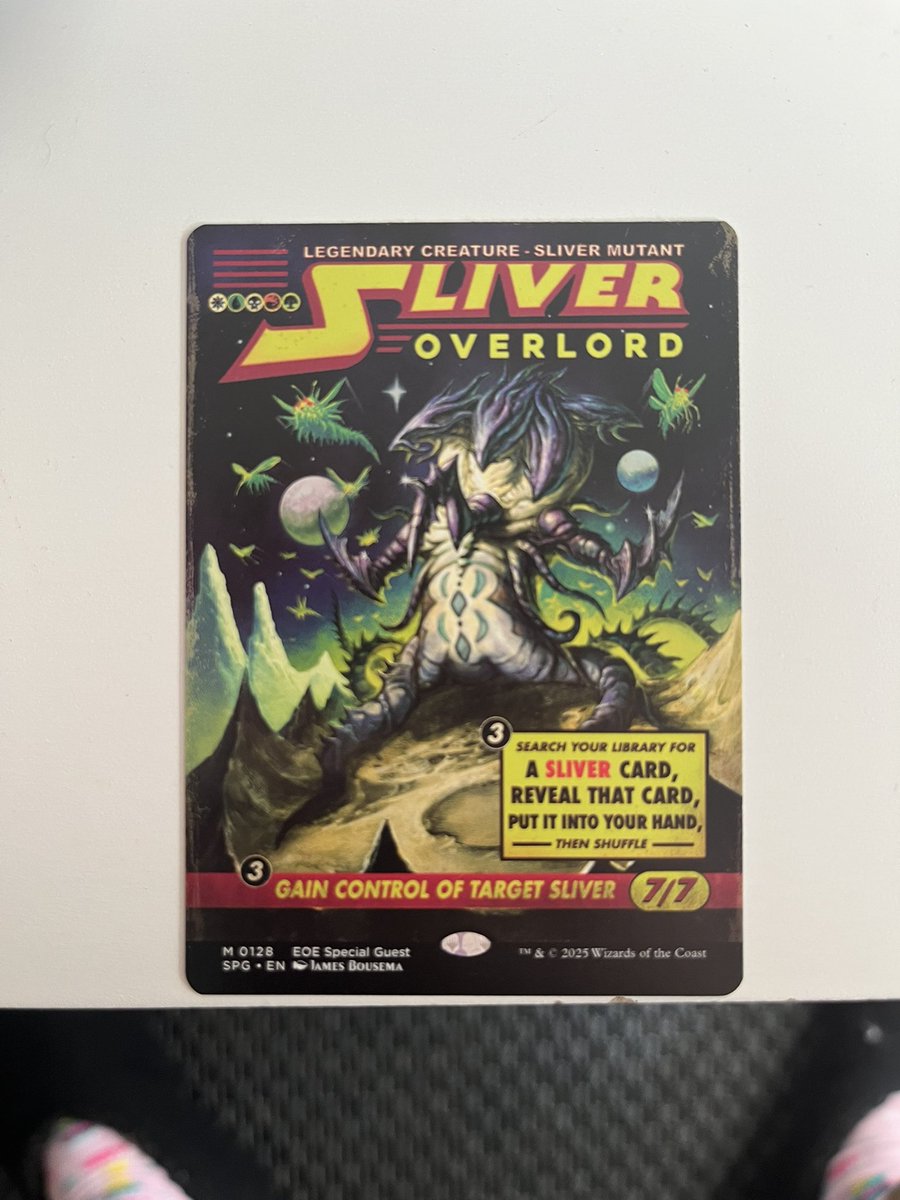 LEGENDARY CREATURE - SLIVER MUTANT
SLIVER
OVERLORD
3
SEARCH YOUR LIBRARY FOR
A SLIVER CARD,
REVEAL THAT CARD,
PUT IT INTO YOUR HAND,
THEN SHUFFLE
3
GAIN CONTROL OF TARGET SLIVER 7/7
M 0128 EOE Special Guest
SPG • EN JAMES BOUSEMA
™ & © 2025 Wizards of the Coast